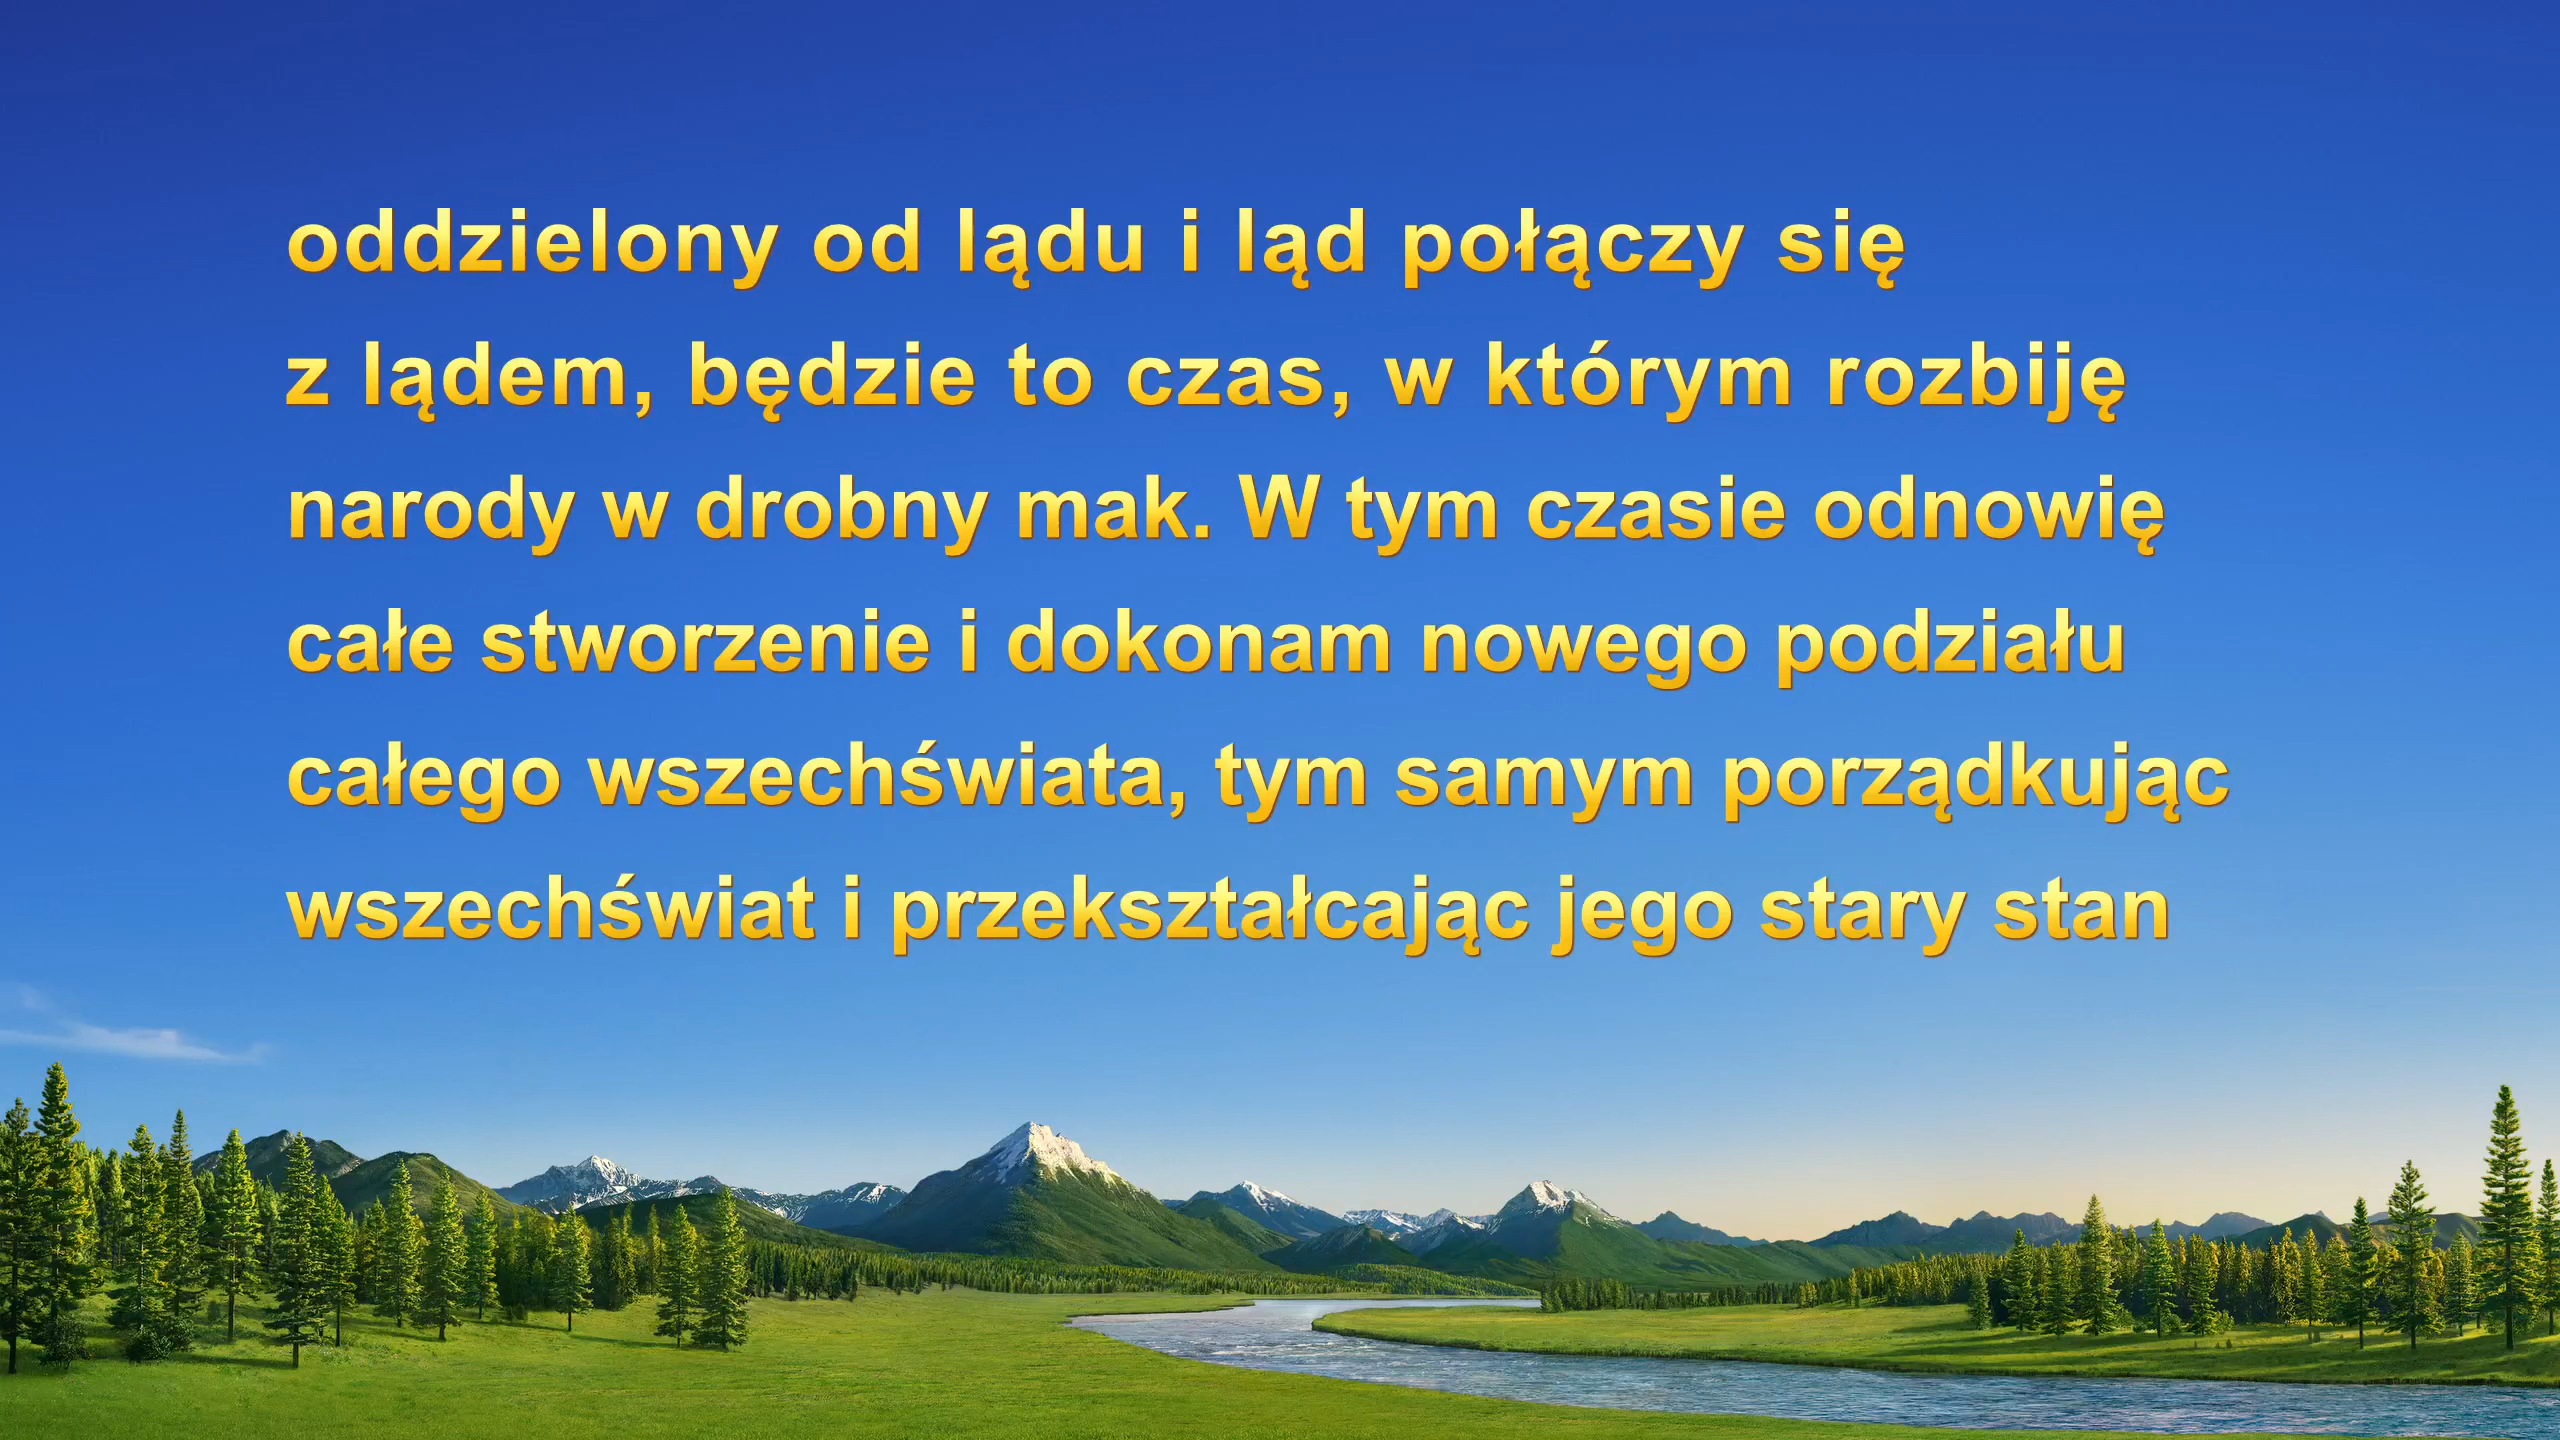 oddzielony od lądu i ląd połączy się
z lądem, będzie to czas, w którym rozbiję
narody w drobny mak. W tym czasie odnowię
całe stworzenie i dokonam nowego podziału
całego wszechświata, tym samym porządkując
wszechświat i przekształcając jego stary stan